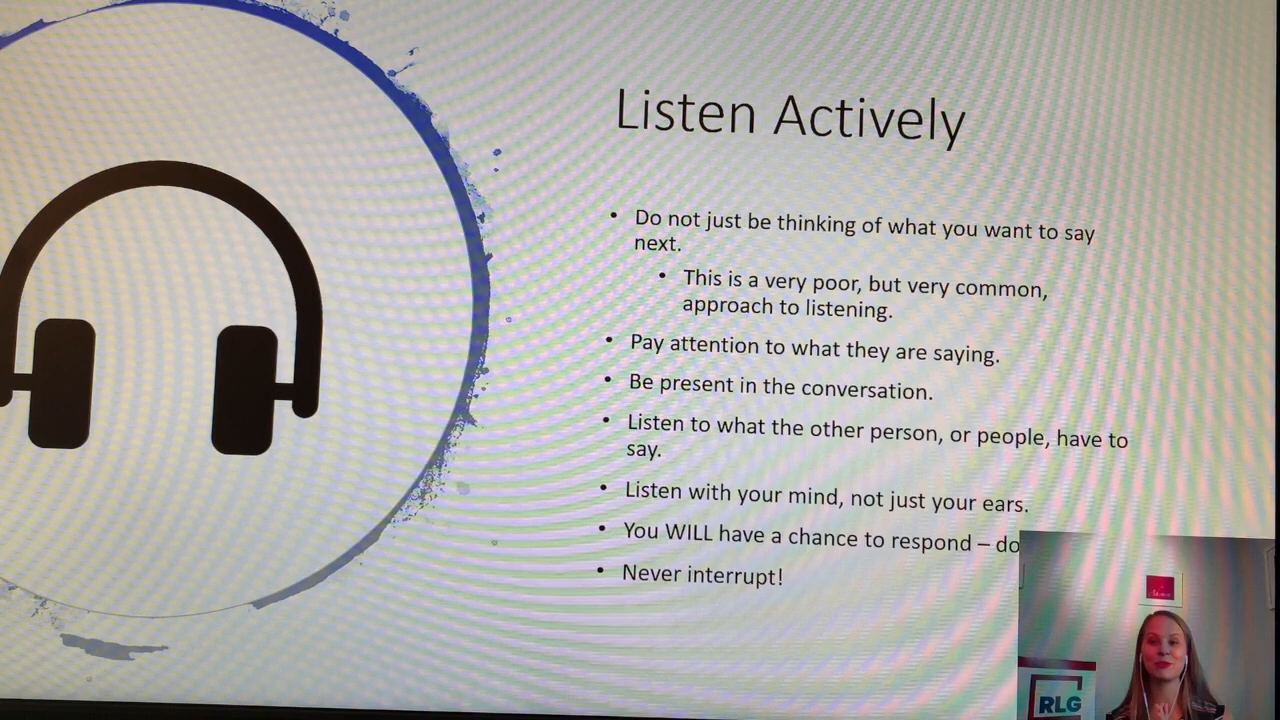 Listen Actively
• Do not just be thinking of what you want to say
next.
• This is a very poor, but very common,
approach to listening.
• Pay attention to what they are saying.
• Be present in the conversation.
• Listen to what the other person, or people, have to
say.
• Listen with your mind, not just your ears.
• You WILL have a chance to respond – do
• Never interrupt!
RLG